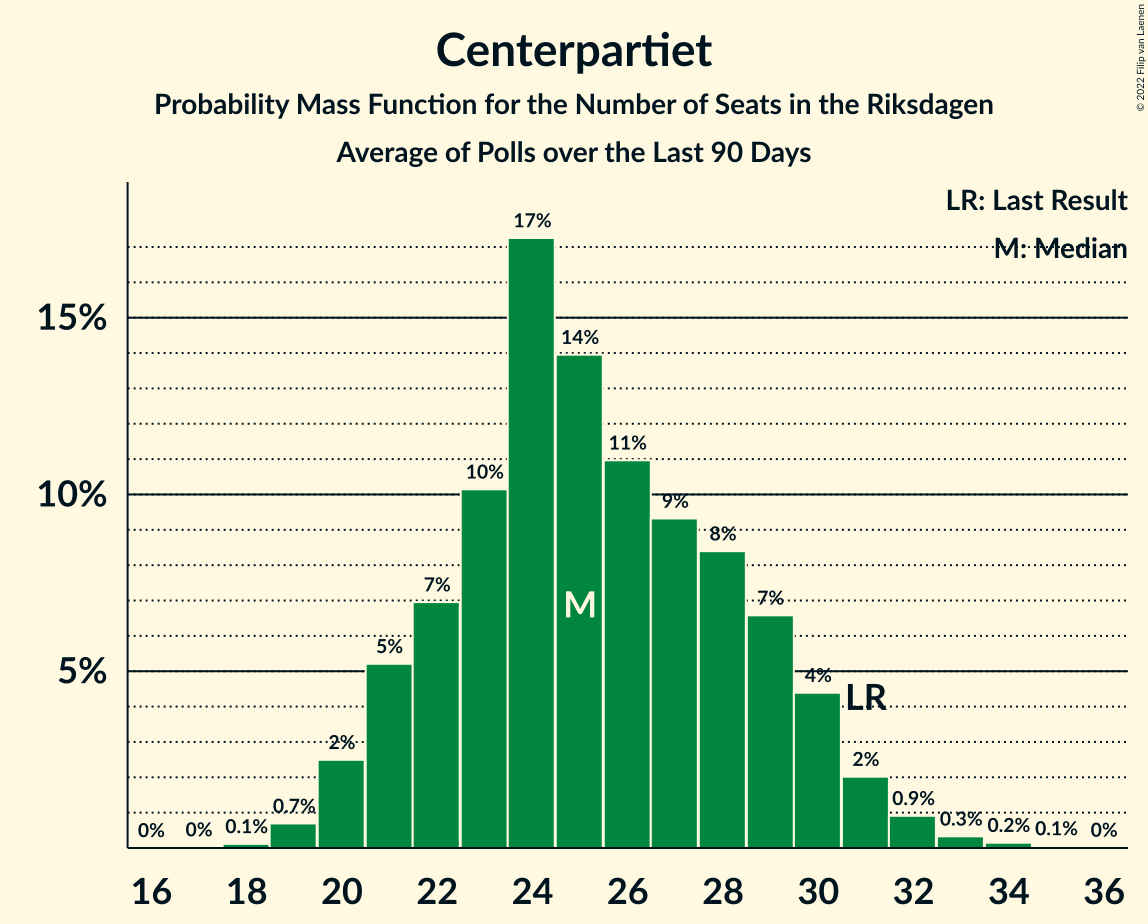 Centerpartiet
Probability Mass Function for the Number of Seats in the Riksdagen
Average of Polls over the Last 90 Days
© 2022 Filip van Laenen
LR: Last Result
M: Median
15%
10%
5%
0%
0%
0.1%
0.7%
2%
5%
7%
10%
17%
14%
11%
9%
8%
7%
4%
2%
0.9%
0.3%
0.2%
0.1%
0%
M
LR
16 18 20 22 24 26 28 30 32 34 36